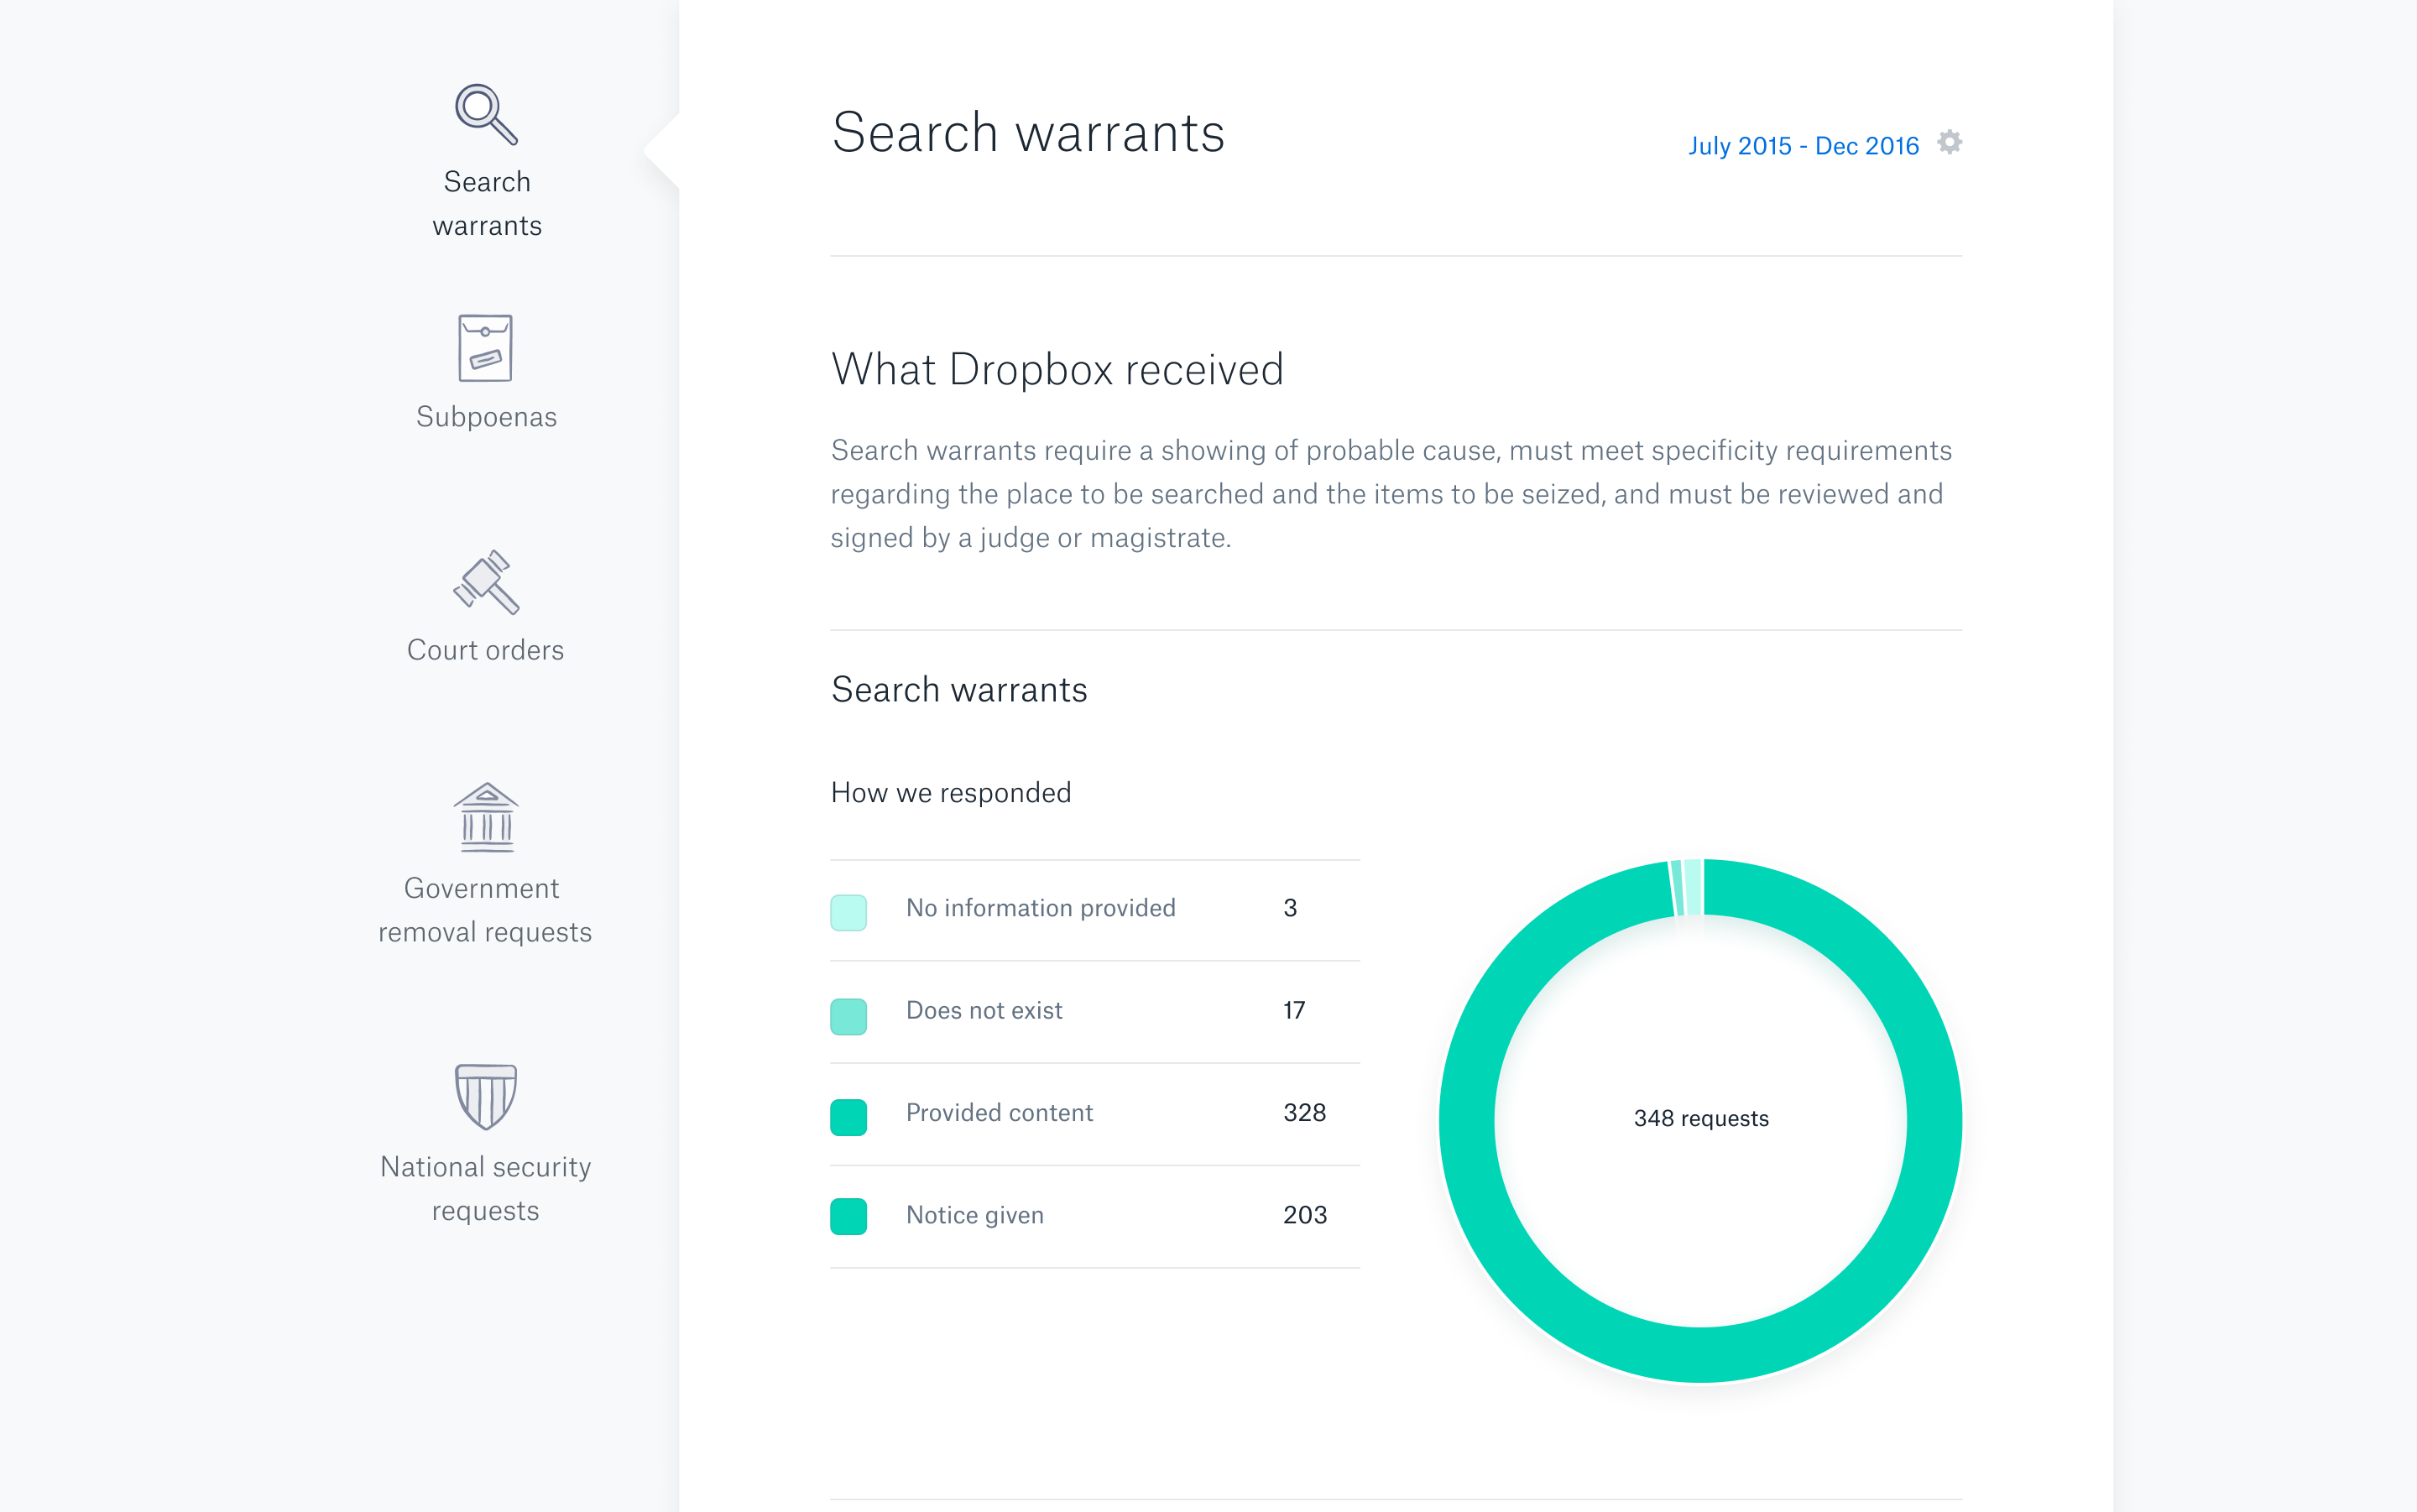 Search
warrants
Subpoenas
Court orders
Government
removal requests
National security
requests
Search warrants
July 2015 - Dec 2016
What Dropbox received
Search warrants require a showing of probable cause, must meet specificity requirements
regarding the place to be searched and the items to be seized, and must be reviewed and
signed by a judge or magistrate.
Search warrants
How we responded
No information provided 3
Does not exist 17
Provided content 328
Notice given 203
348 requests